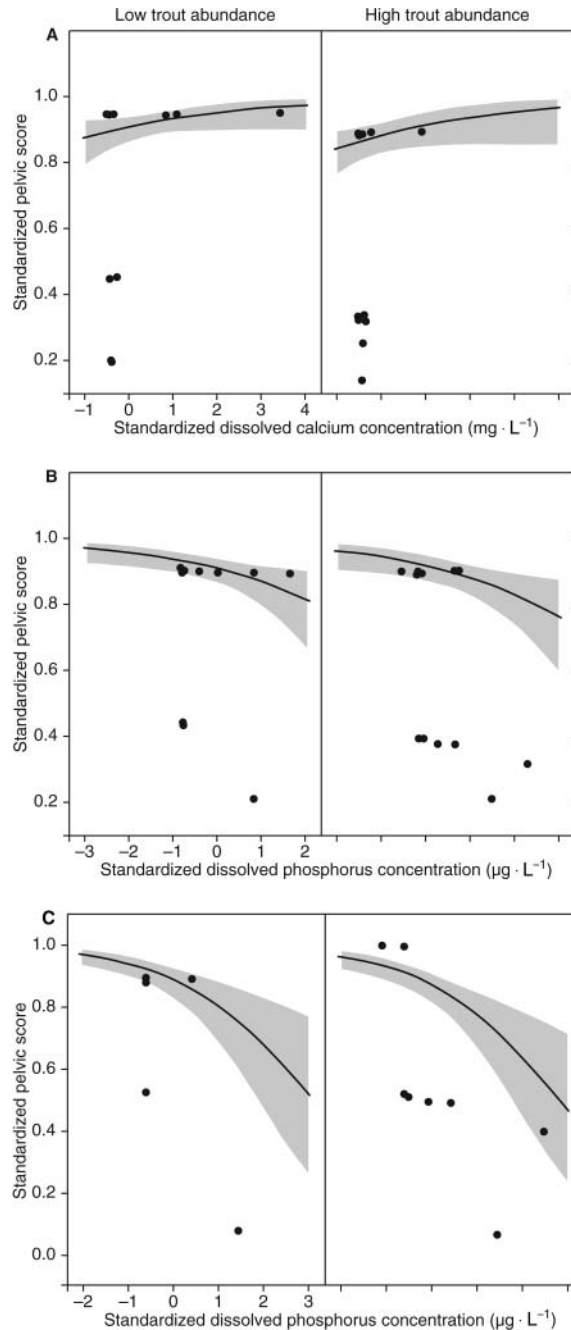 Low trout abundance High trout abundance
A
1.0
0.8
0.6
0.4
0.2
Standardized pelvic score
−1 0 1 2 3 4
Standardized dissolved calcium concentration (mg · L−1)
B
1.0
0.8
0.6
0.4
0.2
Standardized pelvic score
−3 −2 −1 0 1 2
Standardized dissolved phosphorus concentration (µg · L−1)
C
1.0
0.8
0.6
0.4
0.2
0.0
Standardized pelvic score
−2 −1 0 1 2 3
Standardized dissolved phosphorus concentration (µg · L−1)